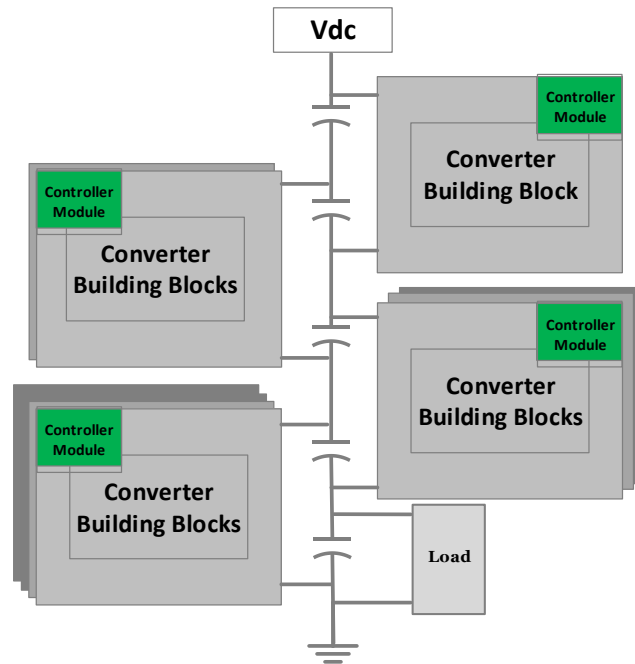 Vdc
Controller
Module
Converter
Building Block
Controller
Module
Converter
Building Blocks
Controller
Module
Converter
Building Blocks
Controller
Module
Converter
Building Blocks
Load